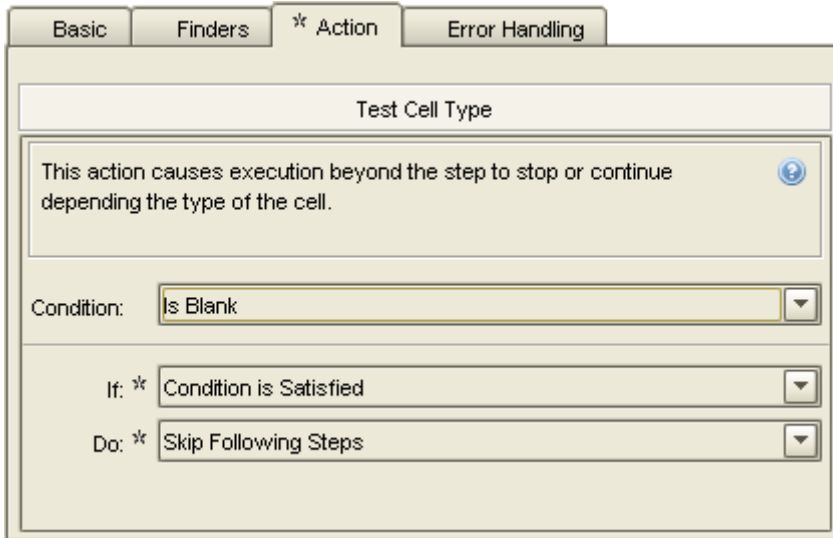 Basic Finders * Action Error Handling
Test Cell Type
This action causes execution beyond the step to stop or continue
depending the type of the cell.
Condition: Is Blank
If: * Condition is Satisfied
Do: * Skip Following Steps